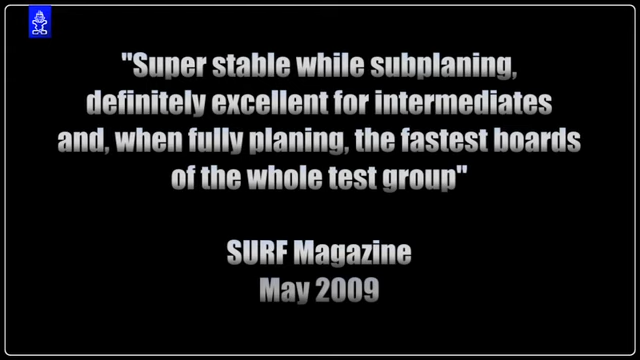 "Super stable while subplaning,
definitely excellent for intermediates
and, when fully planing, the fastest boards
of the whole test group"
SURF Magazine
May 2009